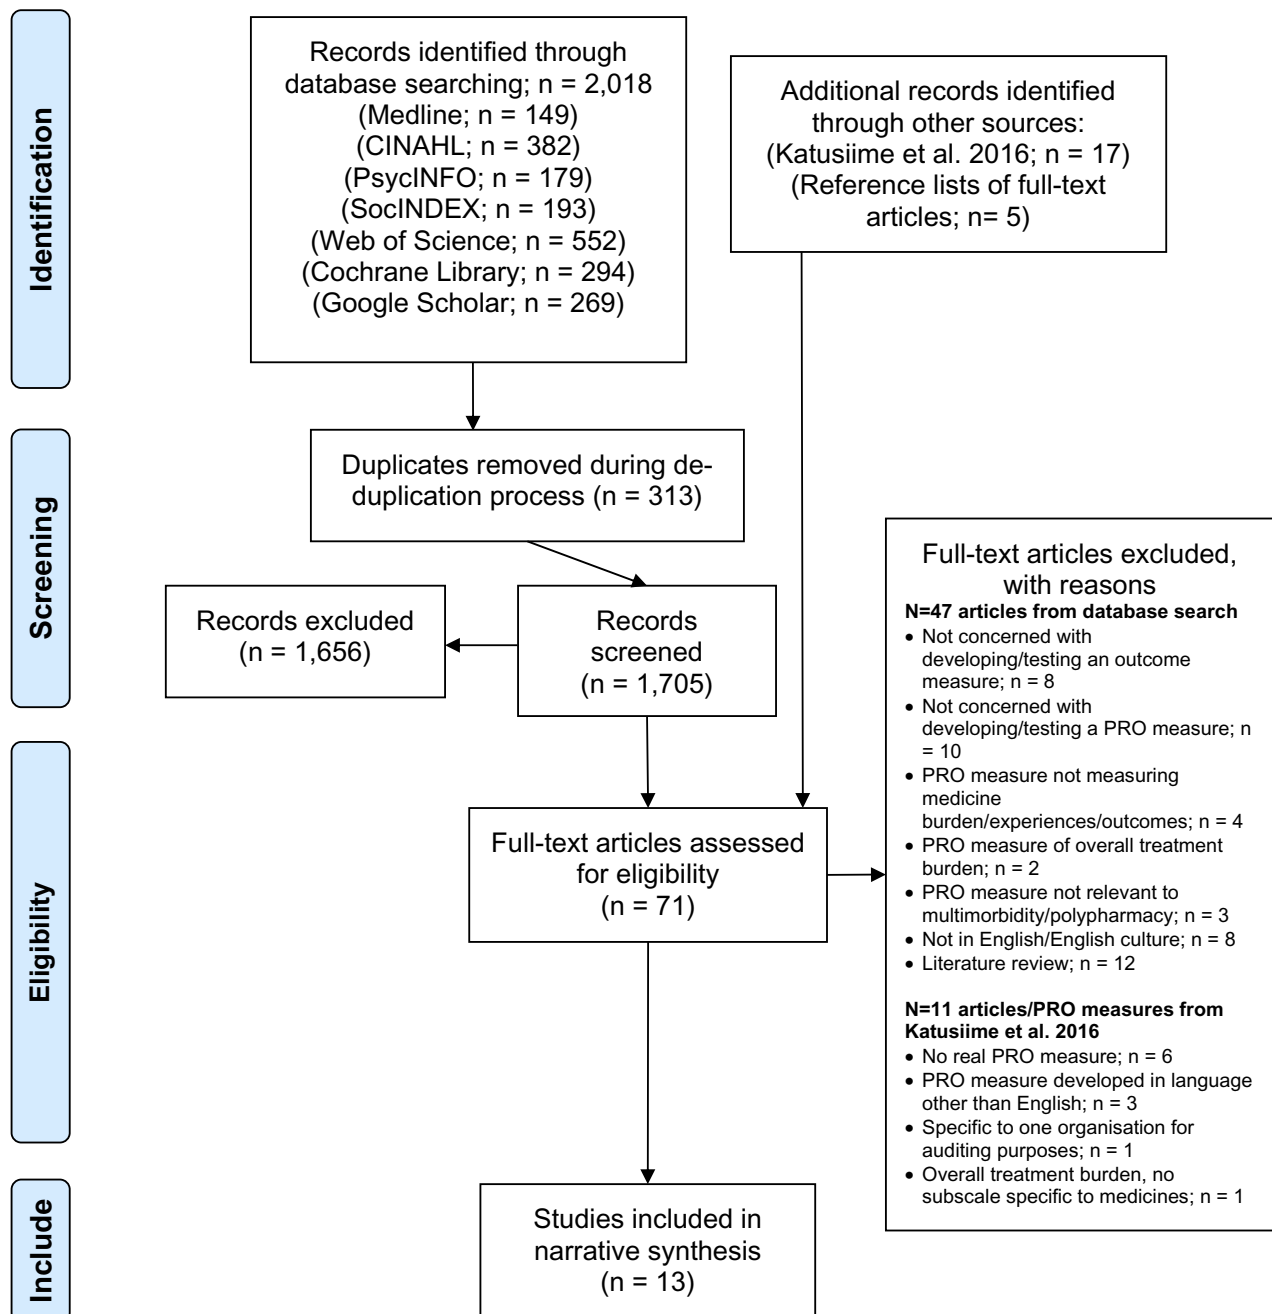 Identification
Records identified through
database searching; n = 2,018
(Medline; n = 149)
(CINAHL; n = 382)
(PsycINFO; n = 179)
(SocINDEX; n = 193)
(Web of Science; n = 552)
(Cochrane Library; n = 294)
(Google Scholar; n = 269)
Additional records identified
through other sources:
(Katusiime et al. 2016; n = 17)
(Reference lists of full-text
articles; n= 5)
Screening
Duplicates removed during de-
duplication process (n = 313)
Records excluded
(n = 1,656)
Records
screened
(n = 1,705)
Eligibility
Full-text articles assessed
for eligibility
(n = 71)
Full-text articles excluded,
with reasons
N=47 articles from database search
• Not concerned with
developing/testing an outcome
measure; n = 8
• Not concerned with
developing/testing a PRO measure; n
= 10
• PRO measure not measuring
medicine
burden/experiences/outcomes; n = 4
• PRO measure of overall treatment
burden; n = 2
• PRO measure not relevant to
multimorbidity/polypharmacy; n = 3
• Not in English/English culture; n = 8
• Literature review; n = 12
N=11 articles/PRO measures from
Katusiime et al. 2016
• No real PRO measure; n = 6
• PRO measure developed in language
other than English; n = 3
• Specific to one organisation for
auditing purposes; n = 1
• Overall treatment burden, no
subscale specific to medicines; n = 1
Include
Studies included in
narrative synthesis
(n = 13)